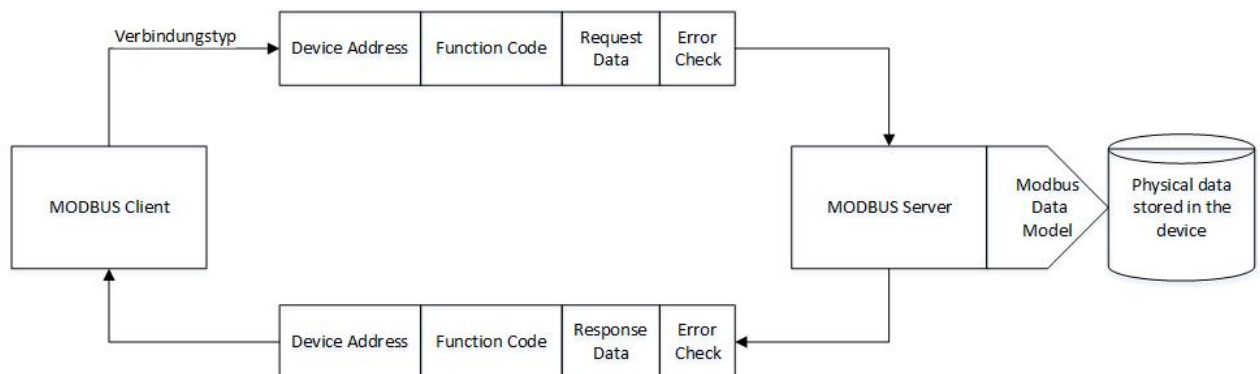 Verbindungstyp
Device Address
Function Code
Request
Data
Error
Check
MODBUS Client
MODBUS Server
Modbus
Data
Model
Physical data
stored in the
device
Device Address
Function Code
Response
Data
Error
Check